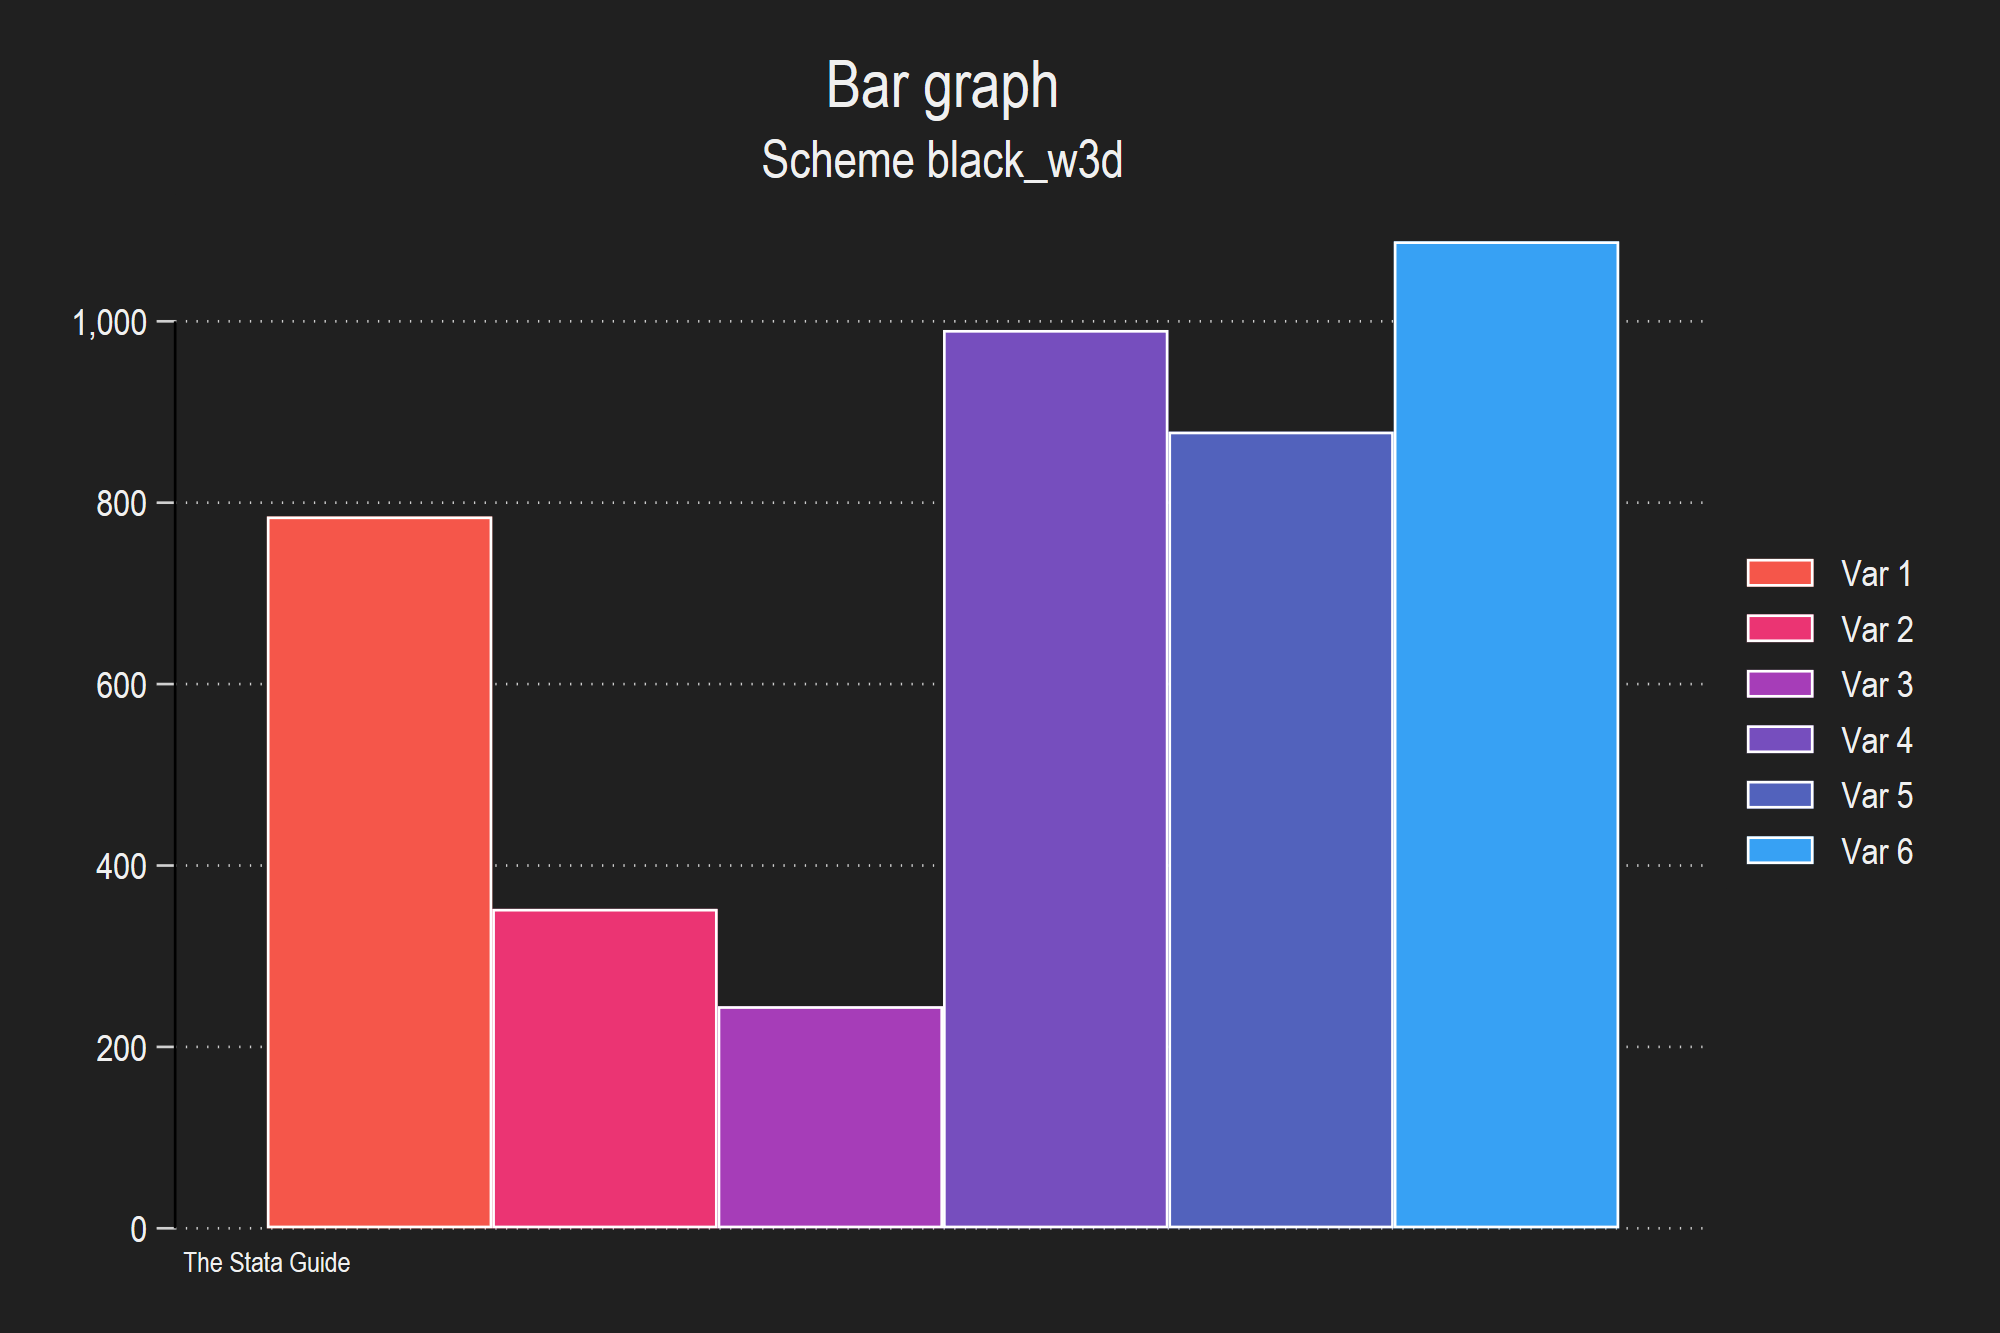 Bar graph
Scheme black_w3d
1,000
800
600
400
200
0
Var 1
Var 2
Var 3
Var 4
Var 5
Var 6
The Stata Guide